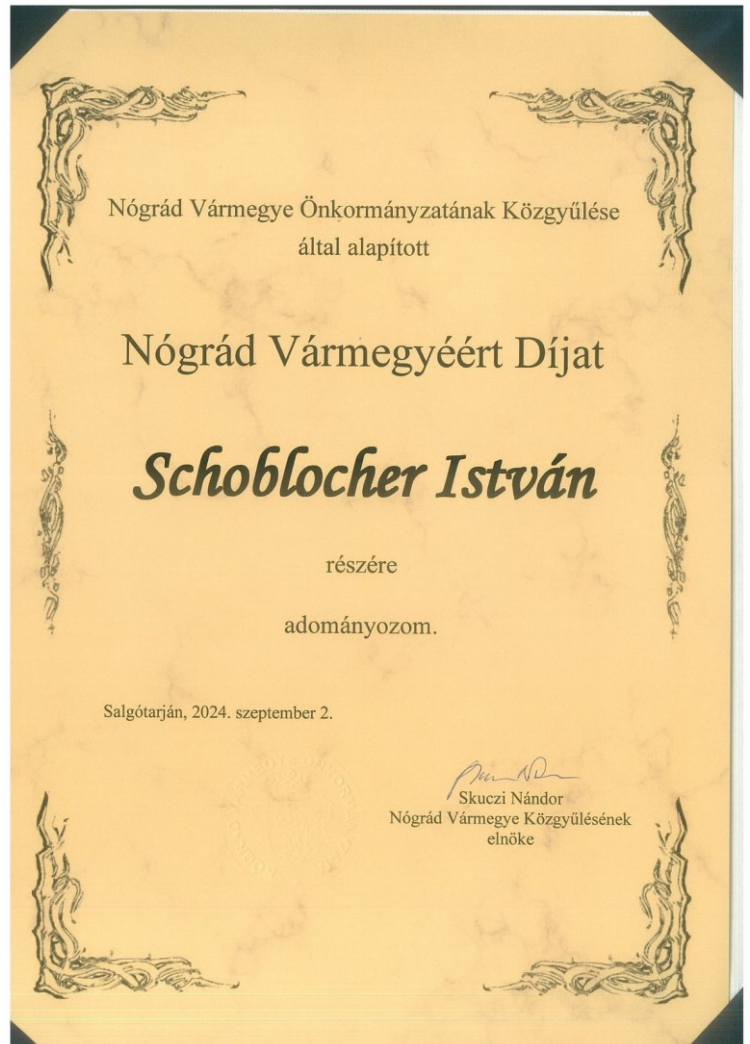 Nógrád Vármegye Önkormányzatának Közgyűlése
által alapított
Nógrád Vármegyéért Díjat
Schoblocher István
részére
adományozom.
Salgótarján, 2024. szeptember 2.
Skuczi Nándor
Nógrád Vármegye Közgyűlésének
elnöke